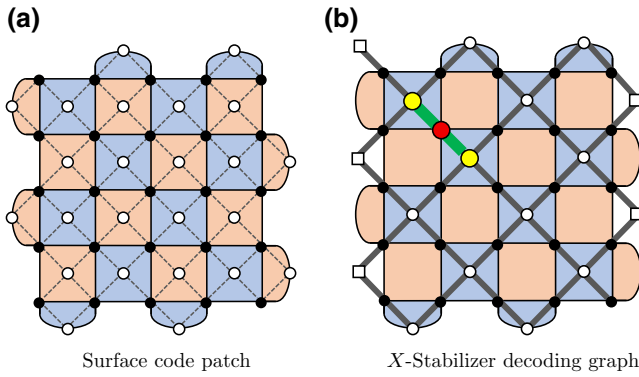 (a)
(b)
Surface code patch
X-Stabilizer decoding graph